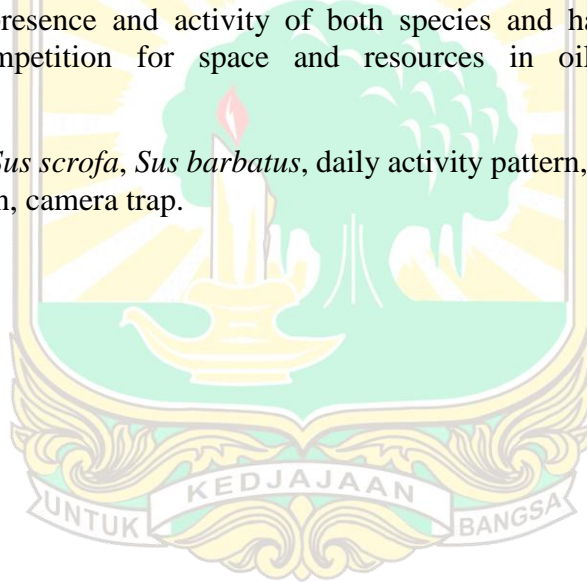 presence and activity of both species and ha
mpetition for space and resources in oil
Sus scrofa, Sus barbatus, daily activity pattern,
n, camera trap.
UNTUK KEDJAJAAN BANGSA